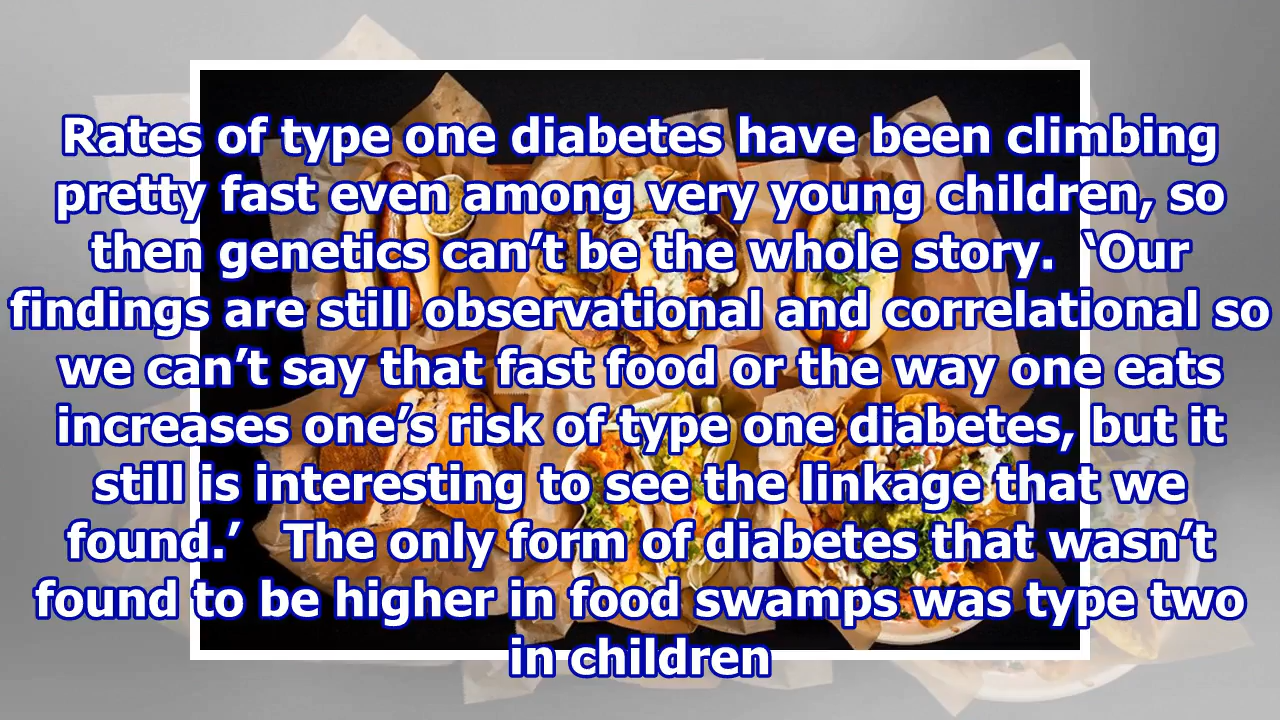 Rates of type one diabetes have been climbing
pretty fast even among very young children, so
then genetics can’t be the whole story.  ‘Our
findings are still observational and correlational so
we can’t say that fast food or the way one eats
increases one’s risk of type one diabetes, but it
still is interesting to see the linkage that we
found.’   The only form of diabetes that wasn’t
found to be higher in food swamps was type two
in children